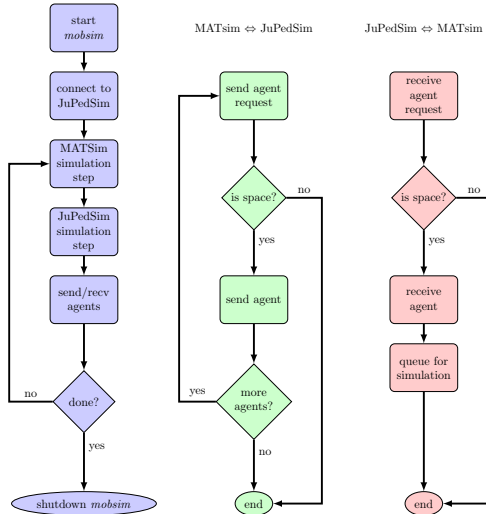 start
mobsim
connect to
JuPedSim
MATSim
simulation
step
JuPedSim
simulation
step
send/recv
agents
done?
no
yes
shutdown mobsim
MATsim ⇔ JuPedSim
send agent
request
is space?
no
yes
send agent
more
agents?
yes
no
end
JuPedSim ⇔ MATsim
receive
agent
request
is space?
no
yes
receive
agent
queue for
simulation
end